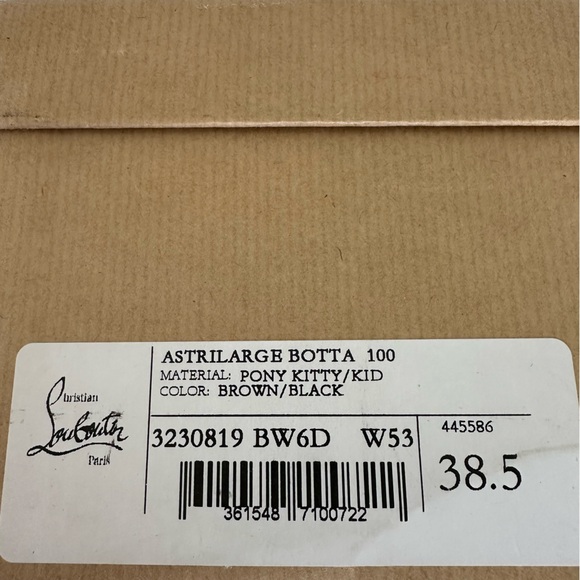 ASTRILARGE BOTTA 100
MATERIAL: PONY KITTY/KID
COLOR: BROWN/BLACK
Christian
Louboutin
Paris
3230819 BW6D W53
445586
38.5
361548 7100722